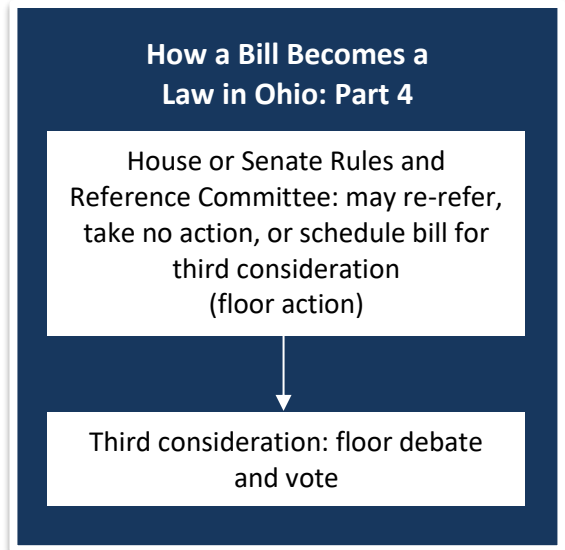 How a Bill Becomes a
Law in Ohio: Part 4
House or Senate Rules and
Reference Committee: may re-refer,
take no action, or schedule bill for
third consideration
(floor action)
Third consideration: floor debate
and vote